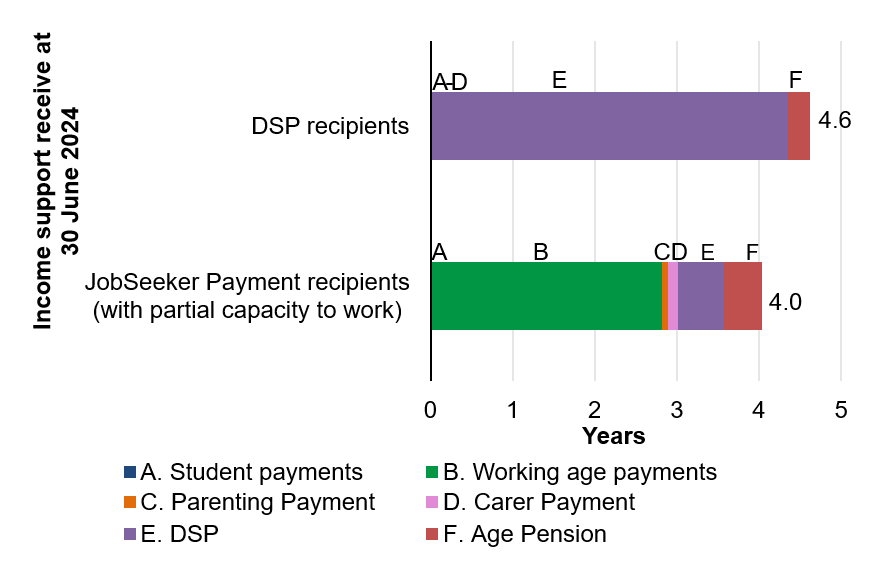 Income support receive at
30 June 2024
A-D E F
DSP recipients
4.6
A B C D E F
JobSeeker Payment recipients
(with partial capacity to work)
4.0
0 1 2 3 4 5
Years
A. Student payments
B. Working age payments
C. Parenting Payment
D. Carer Payment
E. DSP
F. Age Pension